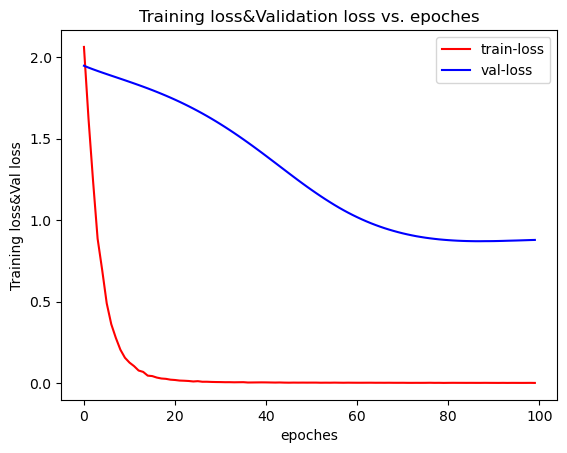 Training loss&Validation loss vs. epoches
train-loss
val-loss
Training loss&Val loss
2.0
1.5
1.0
0.5
0.0
0
20
40
60
80
100
epoches